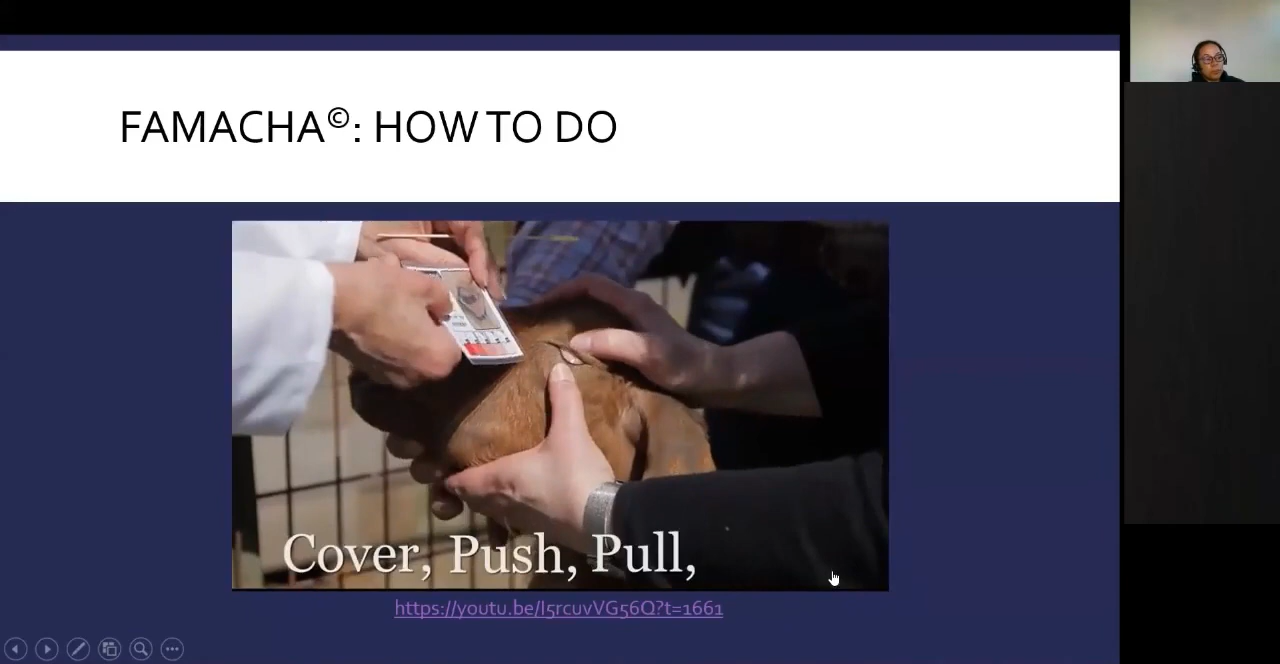 FAMACHA©: HOW TO DO
Cover, Push, Pull,
https://youtu.be/I5rcuvVG56Q?t=1661